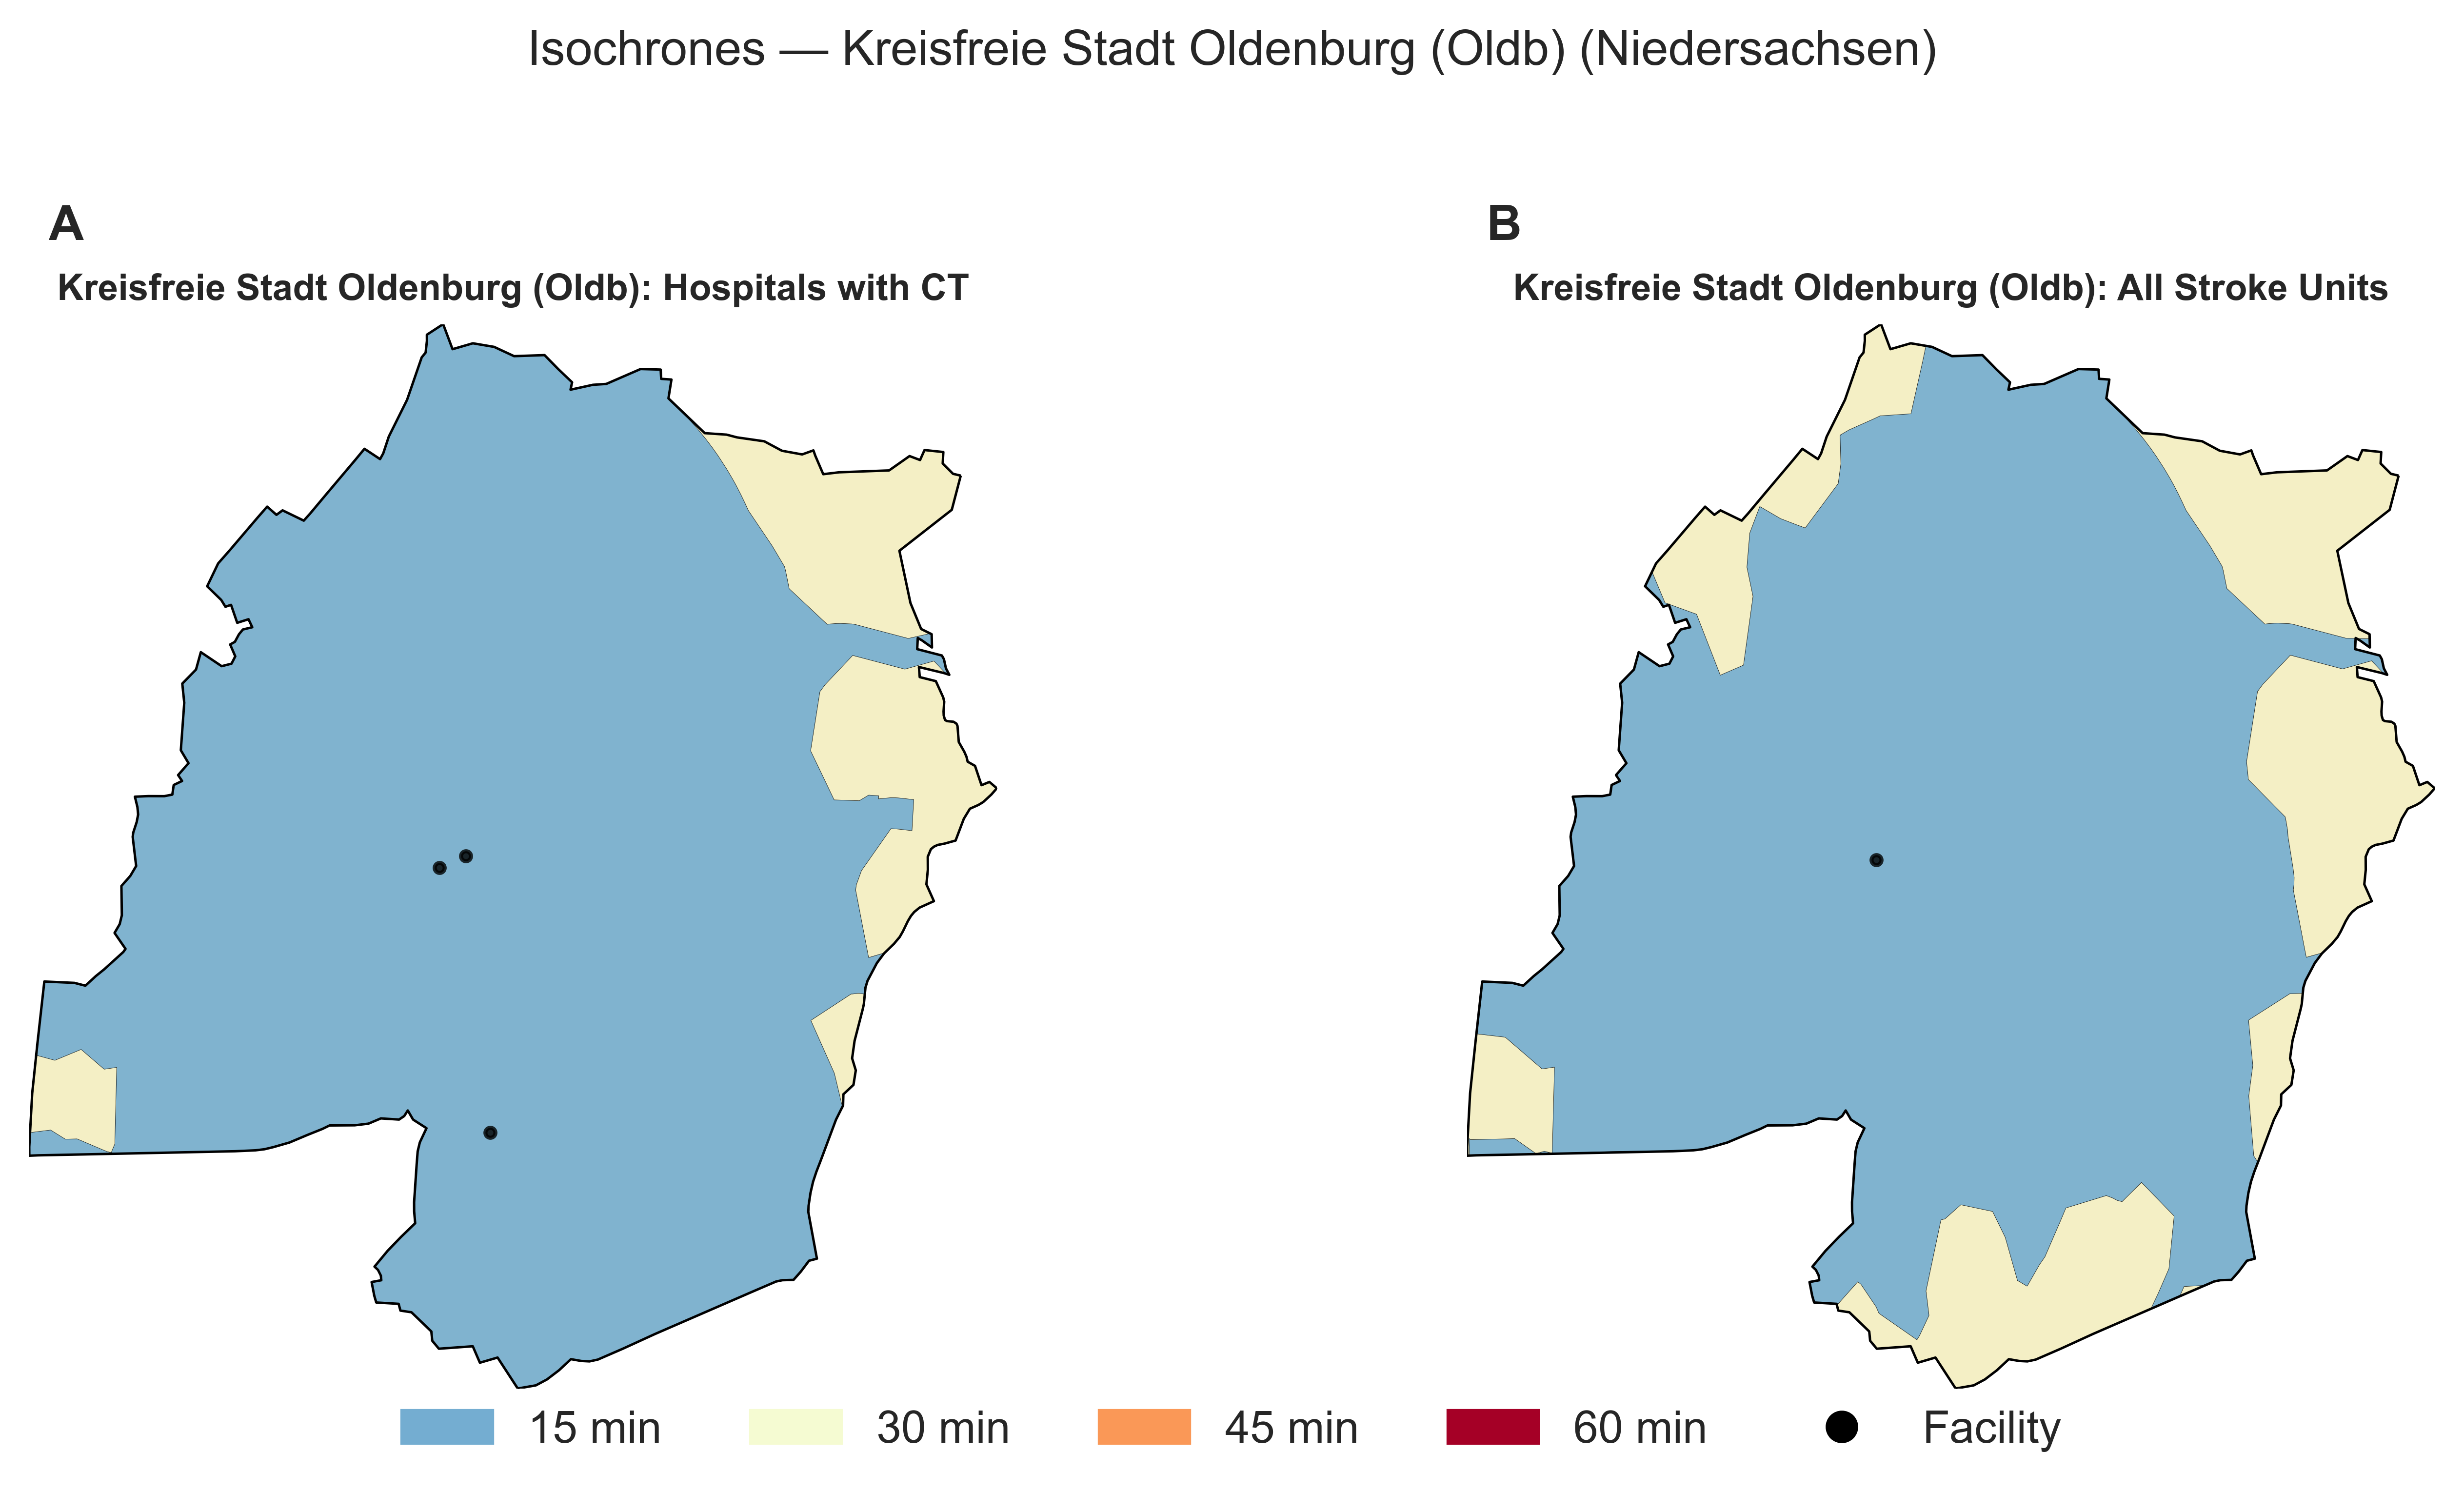 Isochrones — Kreisfreie Stadt Oldenburg (Oldb) (Niedersachsen)
A
Kreisfreie Stadt Oldenburg (Oldb): Hospitals with CT
B
Kreisfreie Stadt Oldenburg (Oldb): All Stroke Units
15 min
30 min
45 min
60 min
Facility